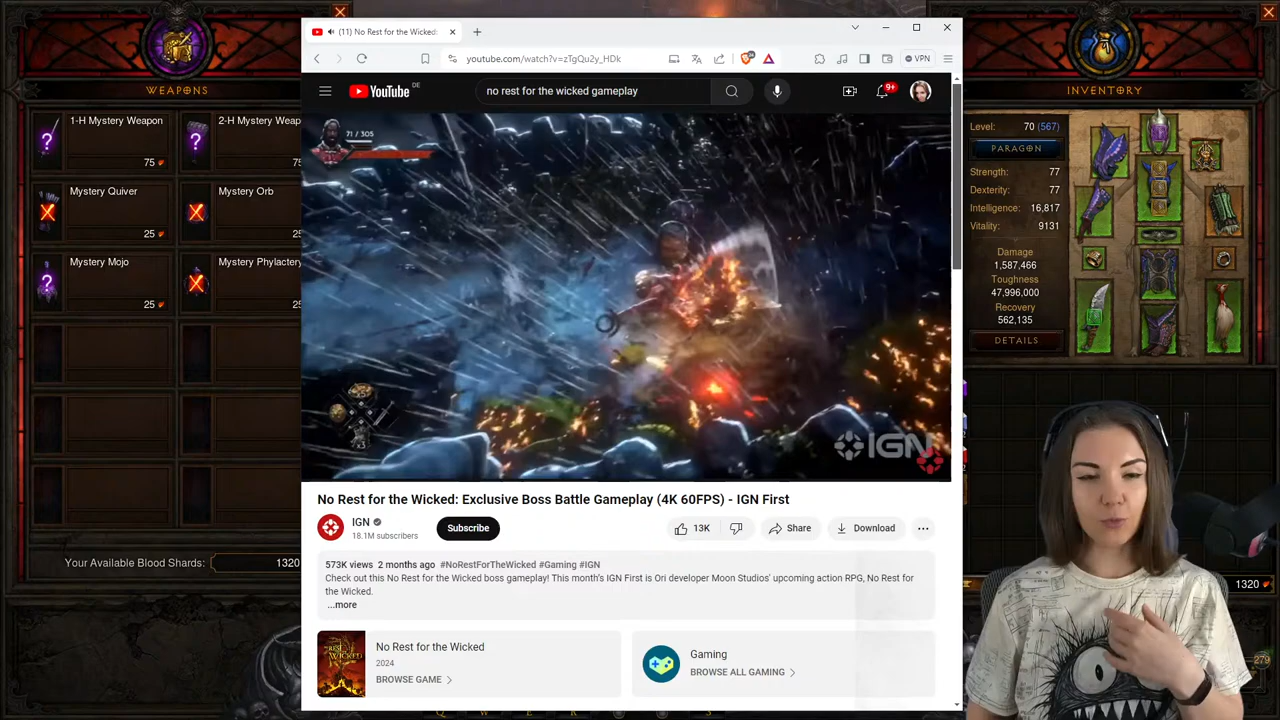 WEAPONS
1-H Mystery Weapon
75
2-H Mystery Weap
75
Mystery Quiver
25
Mystery Orb
25
Mystery Mojo
25
Mystery Phylactery
25
Your Available Blood Shards: 1320
(11) No Rest for the Wicked:
youtube.com/watch?v=zTgQu2y_HDk
VPN
YouTube DE
no rest for the wicked gameplay
9+
71 / 305
IGN
No Rest for the Wicked: Exclusive Boss Battle Gameplay (4K 60FPS) - IGN First
IGN
18.1M subscribers
Subscribe
13K
Share
Download
573K views 2 months ago #NoRestForTheWicked #Gaming #IGN
Check out this No Rest for the Wicked boss gameplay! This month's IGN First is Ori developer Moon Studios' upcoming action RPG, No Rest for
the Wicked.
...more
No Rest for the Wicked
2024
BROWSE GAME
Gaming
BROWSE ALL GAMING
INVENTORY
Level: 70 (567)
PARAGON
Strength: 77
Dexterity: 77
Intelligence: 16,817
Vitality: 9131
Damage
1,587,466
Toughness
47,996,000
Recovery
562,135
DETAILS
1320
279